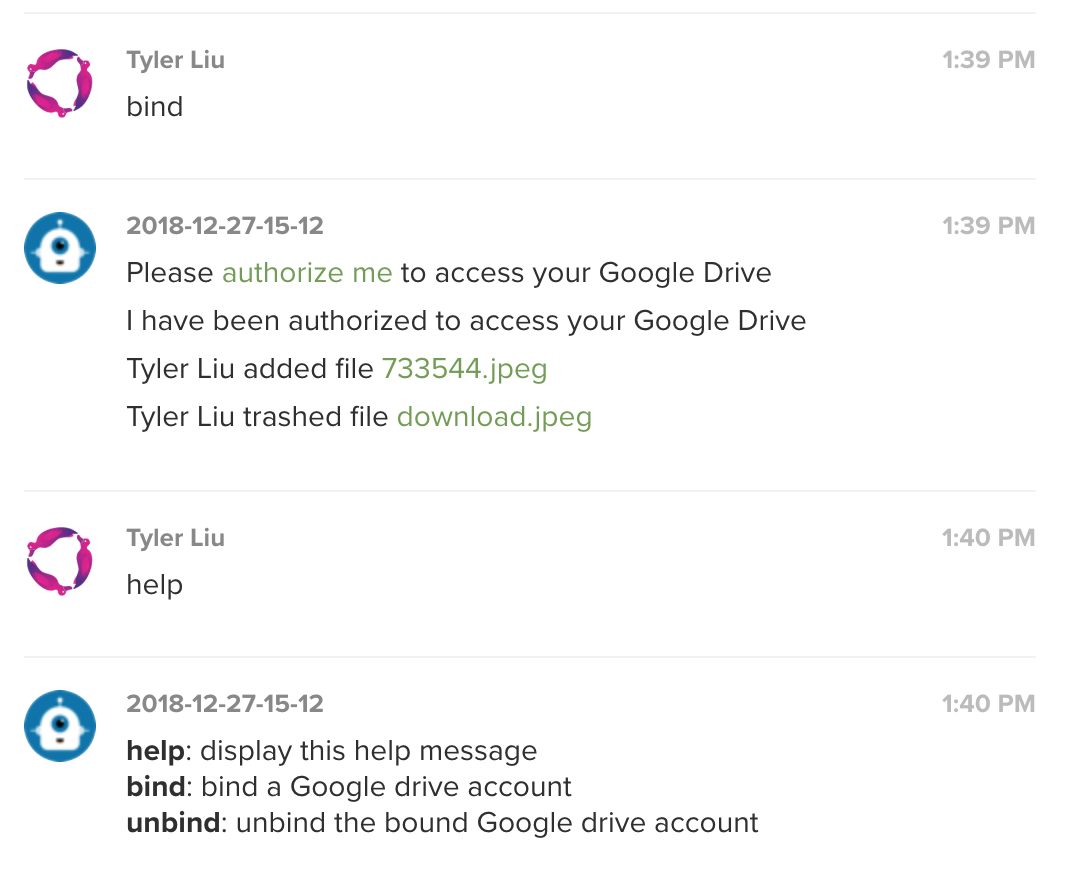 Tyler Liu 1:39 PM
bind
2018-12-27-15-12 1:39 PM
Please authorize me to access your Google Drive
I have been authorized to access your Google Drive
Tyler Liu added file 733544.jpeg
Tyler Liu trashed file download.jpeg
Tyler Liu 1:40 PM
help
2018-12-27-15-12 1:40 PM
help: display this help message
bind: bind a Google drive account
unbind: unbind the bound Google drive account